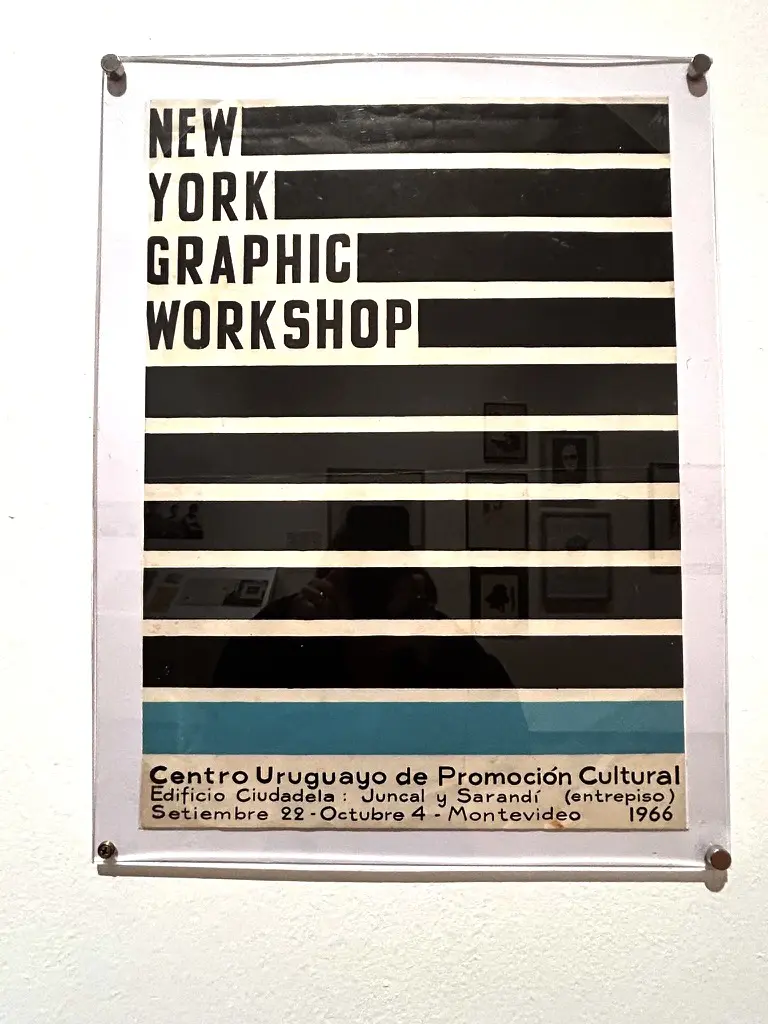 NEW
YORK
GRAPHIC
WORKSHOP
Centro Uruguayo de Promoción Cultural
Edificio Ciudadela: Juncal y Sarandí (entrepiso)
Setiembre 22-Octubre 4 - Montevideo 1966